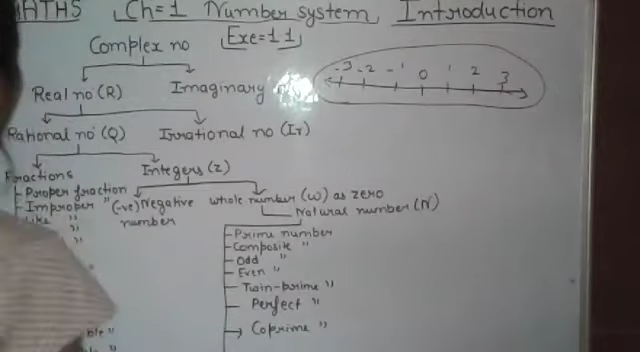 MATHS Ch=1 Number system Introduction
Complex no Exe=1.1
-3 -2 -1 0 1 2 3
Real no (R) Imaginary
Rational no (Q) Irrational no (Ir)
Fractions Integers (Z)
Proper fraction
Improper " (-ve) Negative number whole number (W) as zero
Like " Natural number (N)
"
"
Prime number
Composite "
Odd "
Even "
Twin-prime "
Perfect "
Coprime "